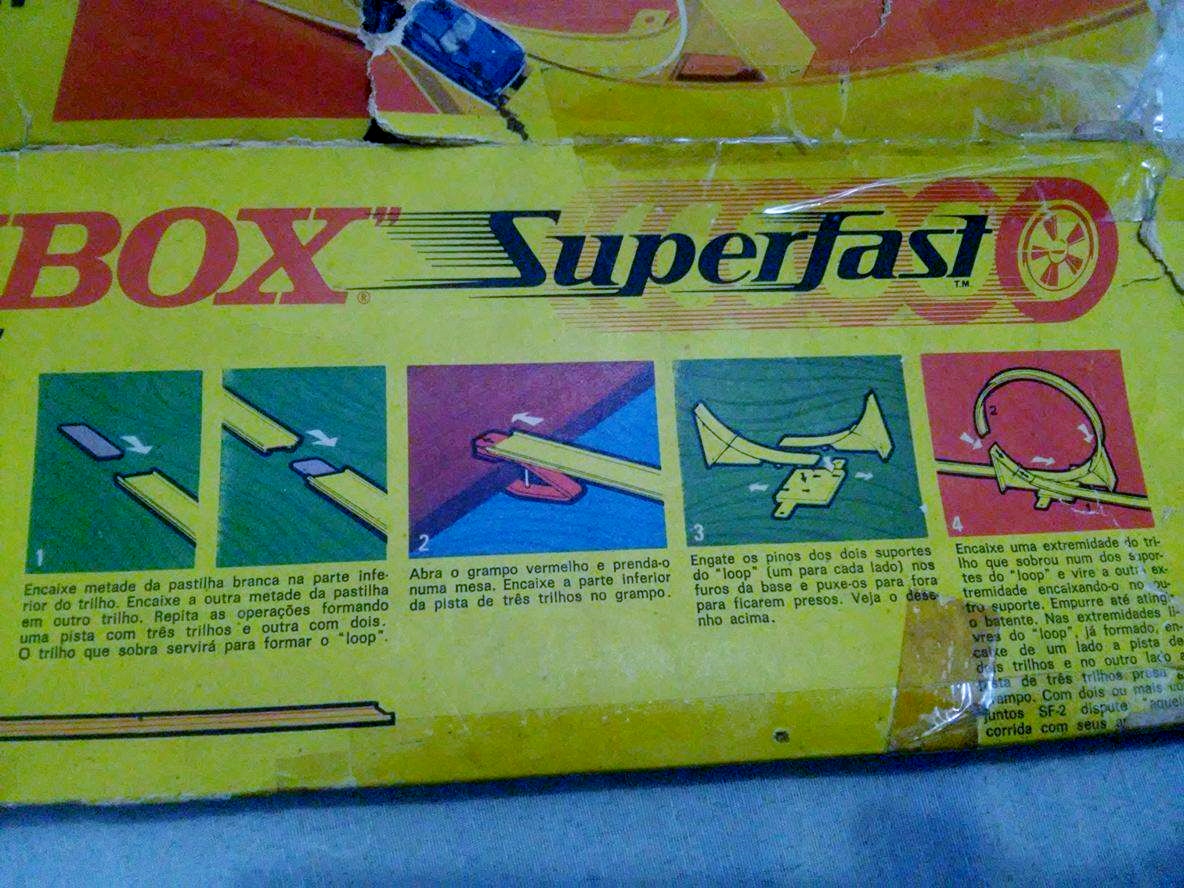 BOX" ® Superfast T.M.
1
Encaixe metade da pastilha branca na parte infe-
rior do trilho. Encaixe a outra metade da pastilha
em outro trilho. Repita as operações formando
uma pista com três trilhos e outra com dois.
O trilho que sobra servirá para formar o "loop".
2
Abra o grampo vermelho e prenda-o
numa mesa. Encaixe a parte inferior
da pista de três trilhos no grampo.
3
Engate os pinos dos dois suportes
do "loop" (um para cada lado) nos
furos da base e puxe-os para fora
para ficarem presos. Veja o dese-
nho acima.
2
4
Encaixe uma extremidade do tri-
lho que sobrou num dos supor-
tes do "loop" e vire a outra ex-
tremidade encaixando-o no ou-
tro suporte. Empurre até atingir
o batente. Nas extremidades li-
vres do "loop", já formado, en-
caixe de um lado a pista de
dois trilhos e no outro lado a
pista de três trilhos presa
grampo. Com dois ou mais
juntos SF-2 dispute
corrida com seus